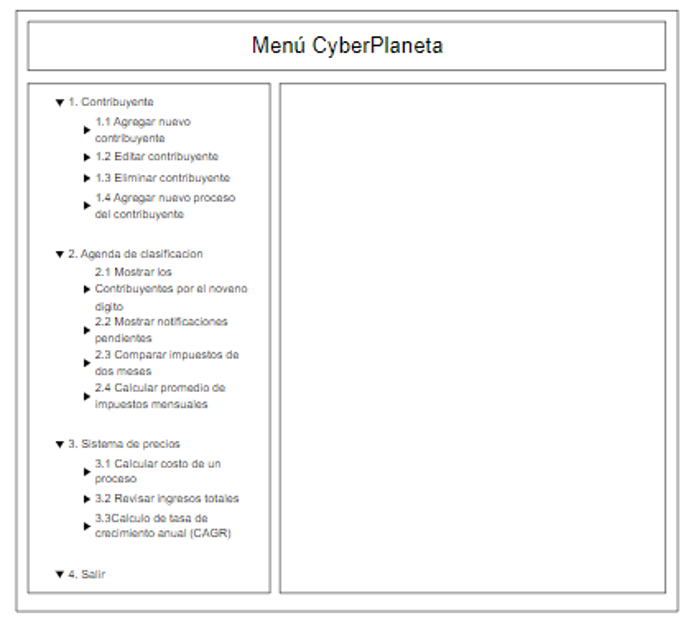 Menú CyberPlaneta
1. Contribuyente
1.1 Agregar nuevo
contribuyente
1.2 Editar contribuyente
1.3 Eliminar contribuyente
1.4 Agregar nuevo proceso
del contribuyente
2. Agenda de clasificacion
2.1 Mostrar los
Contribuyentes por el noveno
digito
2.2 Mostrar notificaciones
pendientes
2.3 Comparar impuestos de
dos meses
2.4 Calcular promedio de
impuestos mensuales
3. Sistema de precios
3.1 Calcular costo de un
proceso
3.2 Revisar ingresos totales
3.3Calculo de tasa de
crecimiento anual (CAGR)
4. Salir